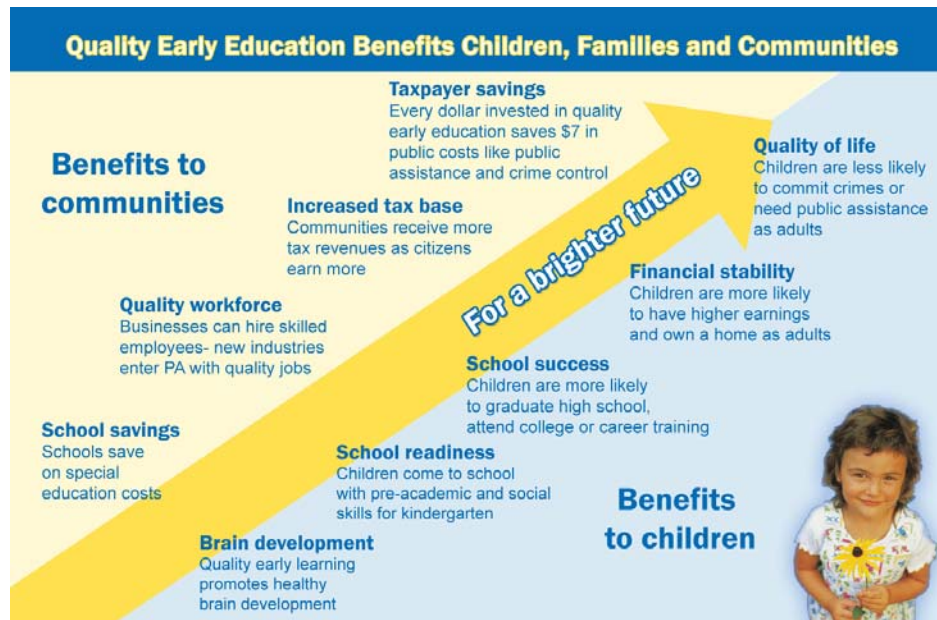 Quality Early Education Benefits Children, Families and Communities
Benefits to
communities
Taxpayer savings
Every dollar invested in quality
early education saves $7 in
public costs like public
assistance and crime control
Increased tax base
Communities receive more
tax revenues as citizens
earn more
Quality workforce
Businesses can hire skilled
employees- new industries
enter PA with quality jobs
School savings
Schools save
on special
education costs
For a brighter future
Quality of life
Children are less likely
to commit crimes or
need public assistance
as adults
Financial stability
Children are more likely
to have higher earnings
and own a home as adults
School success
Children are more likely
to graduate high school,
attend college or career training
School readiness
Children come to school
with pre-academic and social
skills for kindergarten
Brain development
Quality early learning
promotes healthy
brain development
Benefits
to children